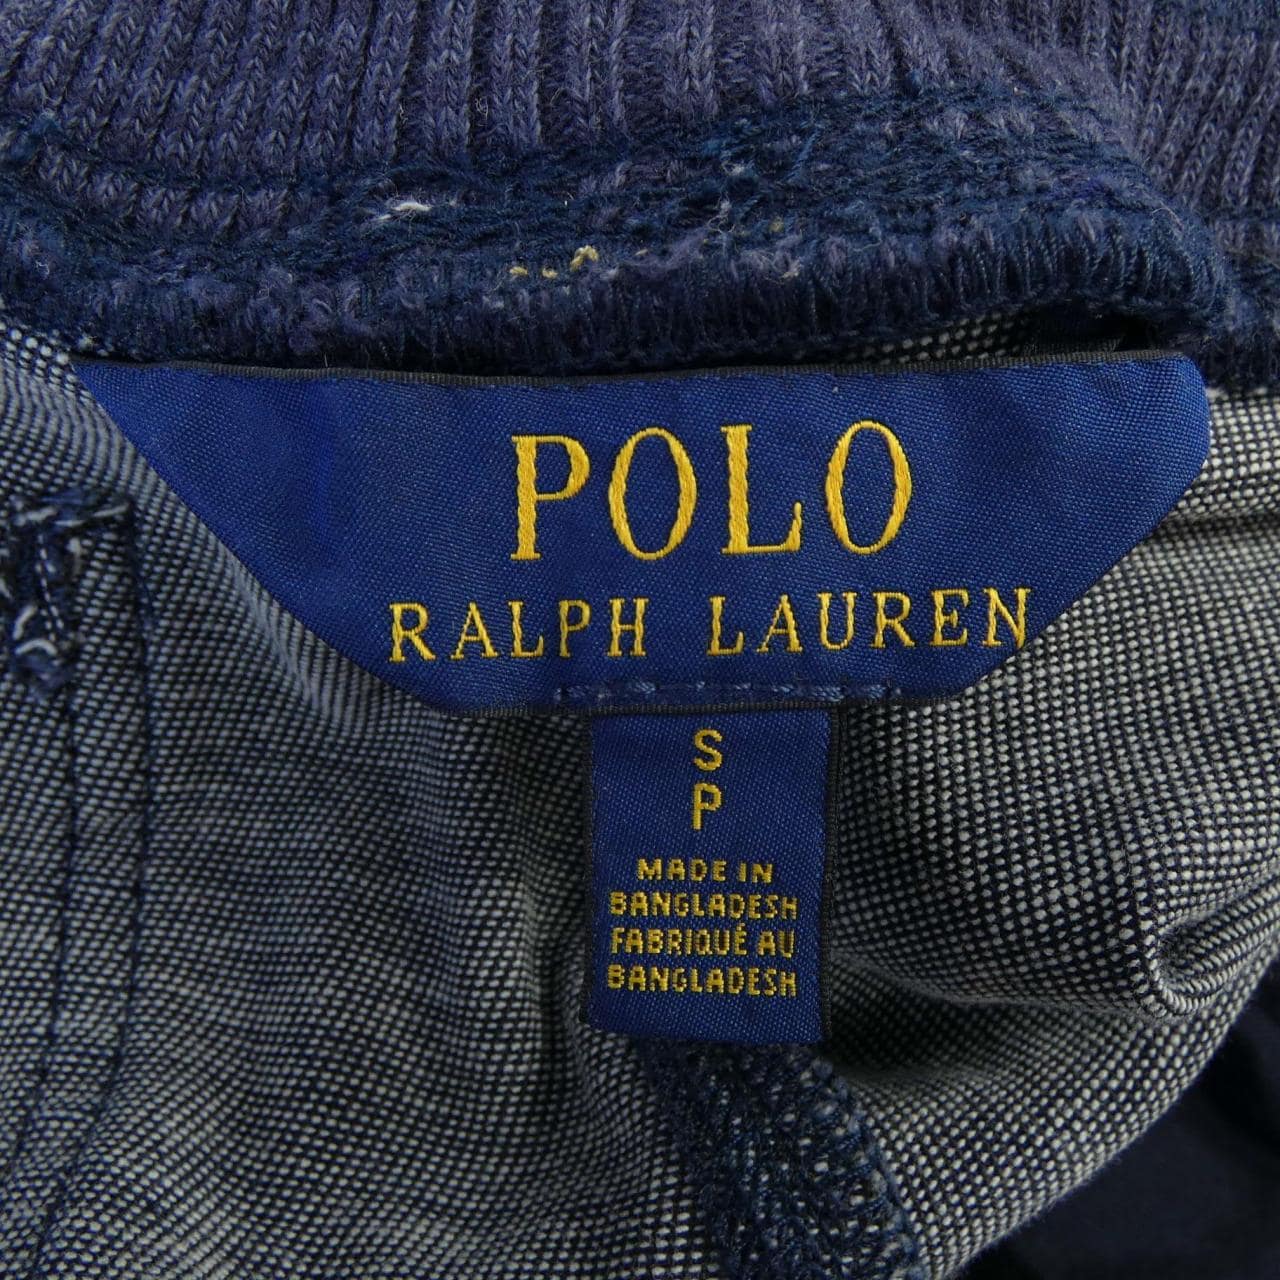 POLO
RALPH LAUREN
S
P
MADE IN
BANGLADESH
FABRIQUÉ AU
BANGLADESH